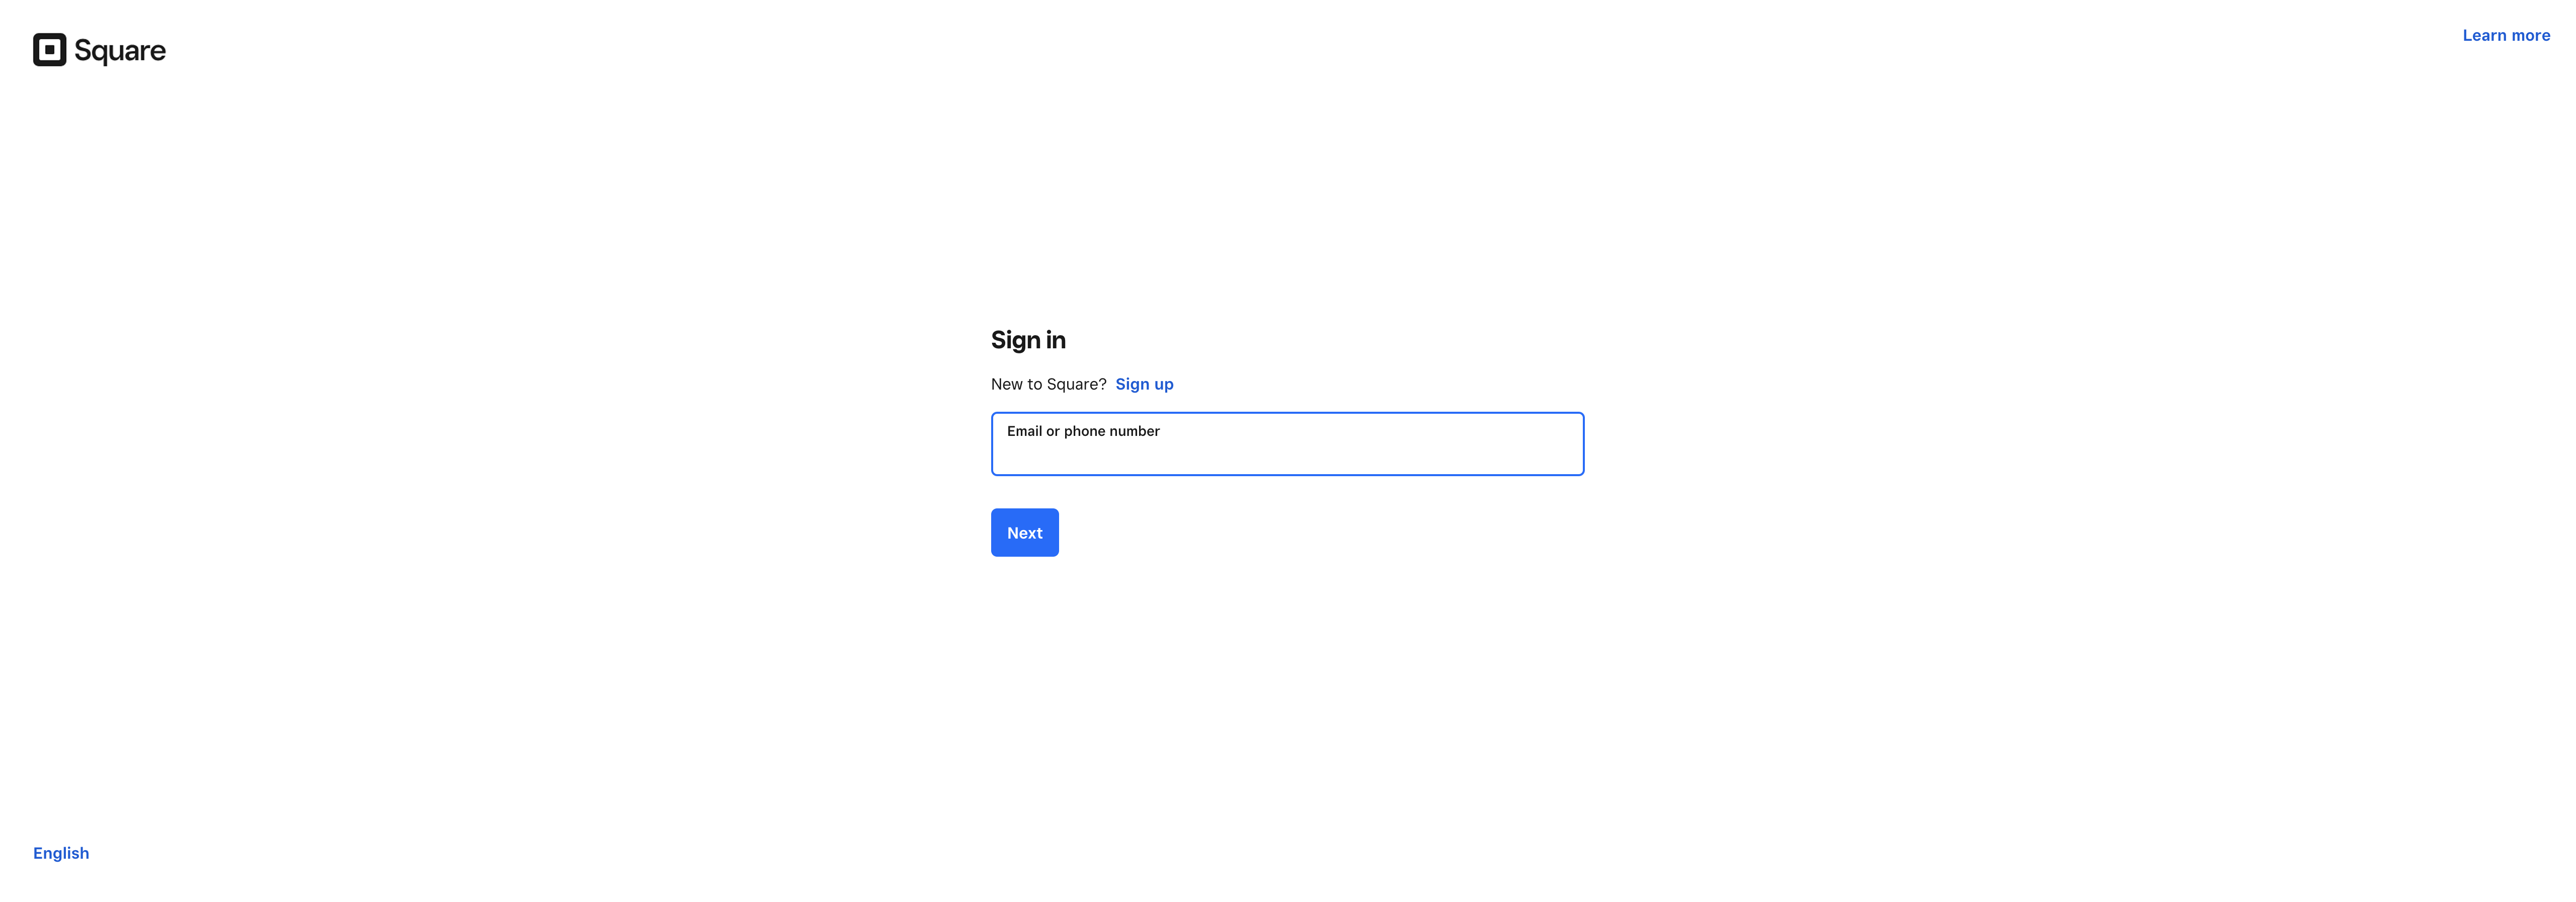 Square
Learn more
Sign in
New to Square? Sign up
Email or phone number
Next
English